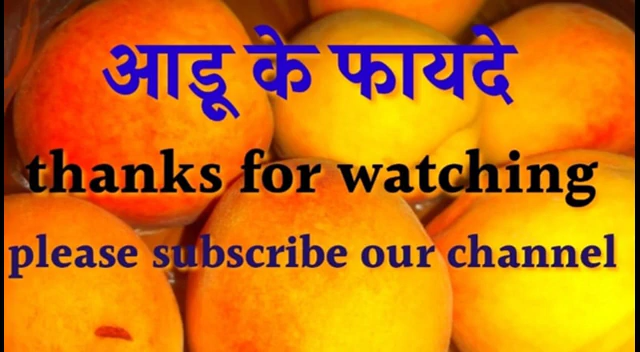 आडू के फायदे
thanks for watching
please subscribe our channel